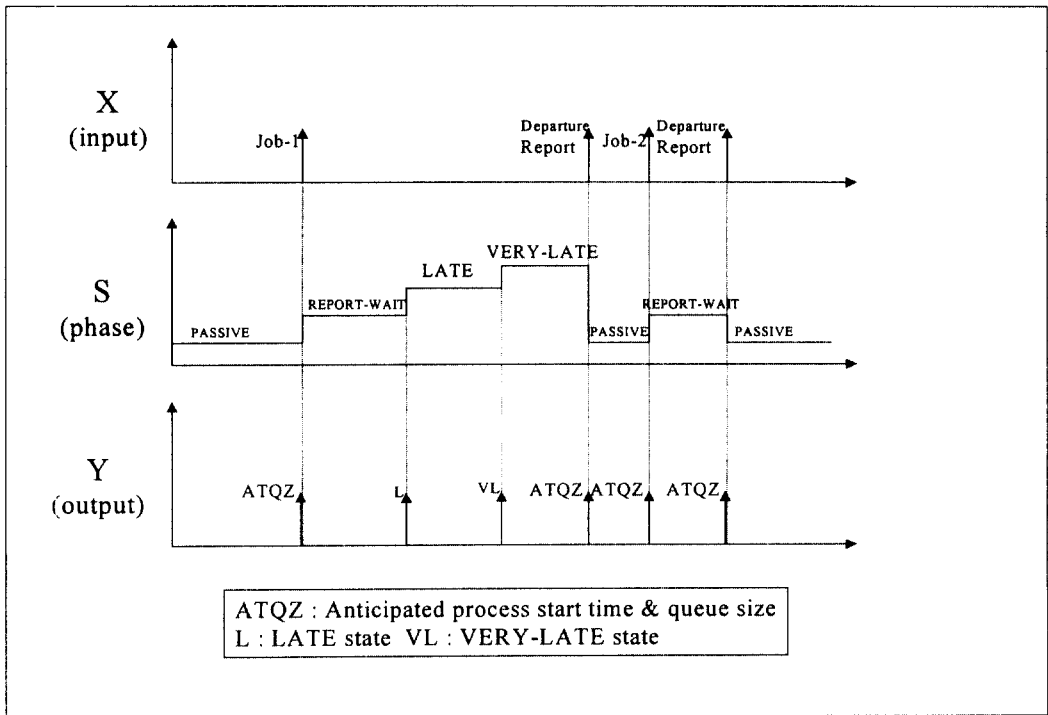 X
(input)
Job-1
Departure
Report
Job-2
Departure
Report
S
(phase)
PASSIVE
REPORT-WAIT
LATE
VERY-LATE
PASSIVE
REPORT-WAIT
PASSIVE
Y
(output)
ATQZ
L
VL
ATQZ
ATQZ
ATQZ
ATQZ : Anticipated process start time & queue size
L : LATE state VL : VERY-LATE state